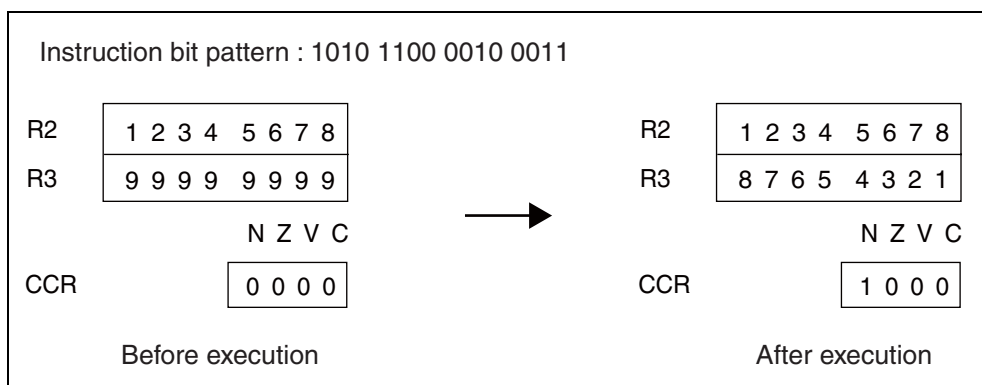 Instruction bit pattern : 1010 1100 0010 0011
R2 1 2 3 4 5 6 7 8 R2 1 2 3 4 5 6 7 8
R3 9 9 9 9 9 9 9 9 R3 8 7 6 5 4 3 2 1
N Z V C N Z V C
CCR 0 0 0 0 CCR 1 0 0 0
Before execution After execution